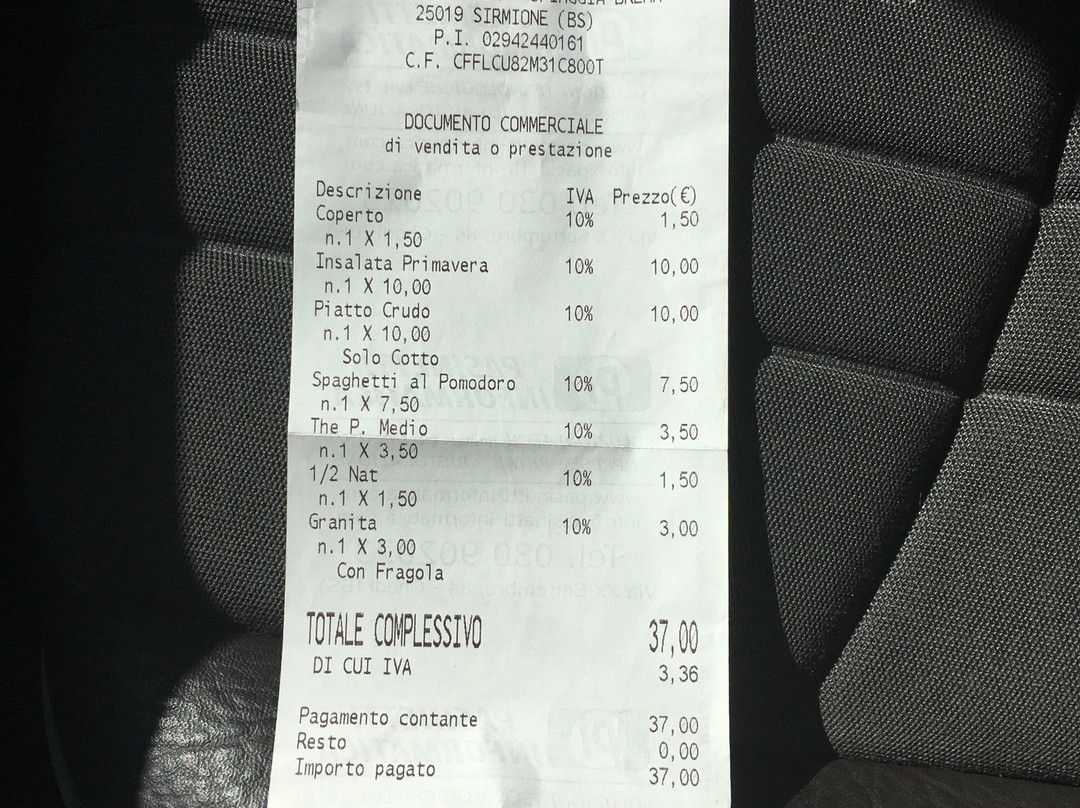 SPIAGGIA BREMA
25019 SIRMIONE (BS)
P.I. 02942440161
C.F. CFFLCU82M31C800T
DOCUMENTO COMMERCIALE
di vendita o prestazione
Descrizione IVA Prezzo(€)
Coperto 10% 1,50
n.1 X 1,50
Insalata Primavera 10% 10,00
n.1 X 10,00
Piatto Crudo 10% 10,00
n.1 X 10,00
Solo Cotto
Spaghetti al Pomodoro 10% 7,50
n.1 X 7,50
The P. Medio 10% 3,50
n.1 X 3,50
1/2 Nat 10% 1,50
n.1 X 1,50
Granita 10% 3,00
n.1 X 3,00
Con Fragola
TOTALE COMPLESSIVO 37,00
DI CUI IVA 3,36
Pagamento contante 37,00
Resto 0,00
Importo pagato 37,00